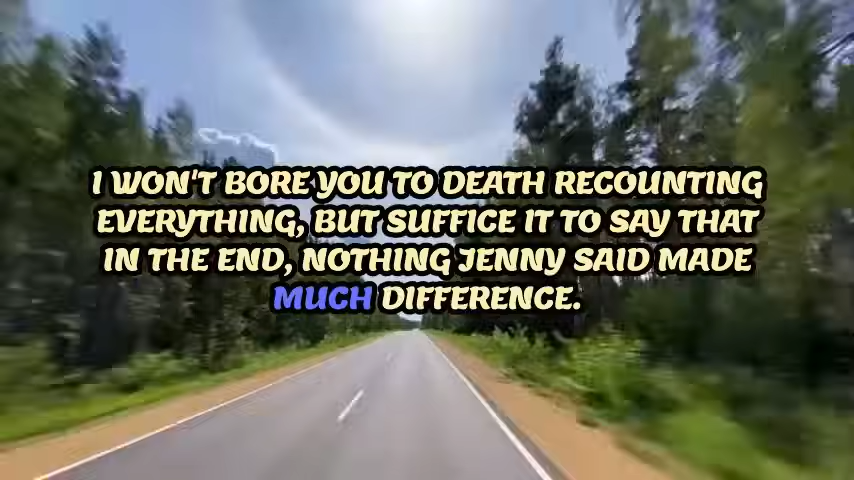 I WON'T BORE YOU TO DEATH RECOUNTING
EVERYTHING, BUT SUFFICE IT TO SAY THAT
IN THE END, NOTHING JENNY SAID MADE
MUCH DIFFERENCE.